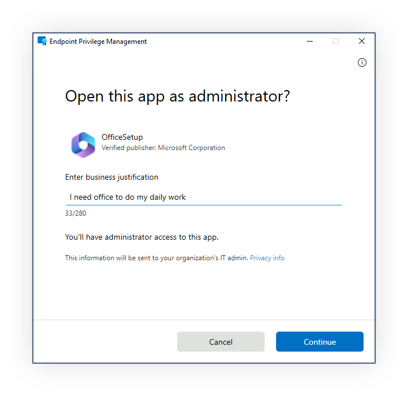 Endpoint Privilege Management
Open this app as administrator?
OfficeSetup
Verified publisher: Microsoft Corporation
Enter business justification
I need office to do my daily work
33/280
You'll have administrator access to this app.
This information will be sent to your organization's IT admin. Privacy info
Cancel
Continue